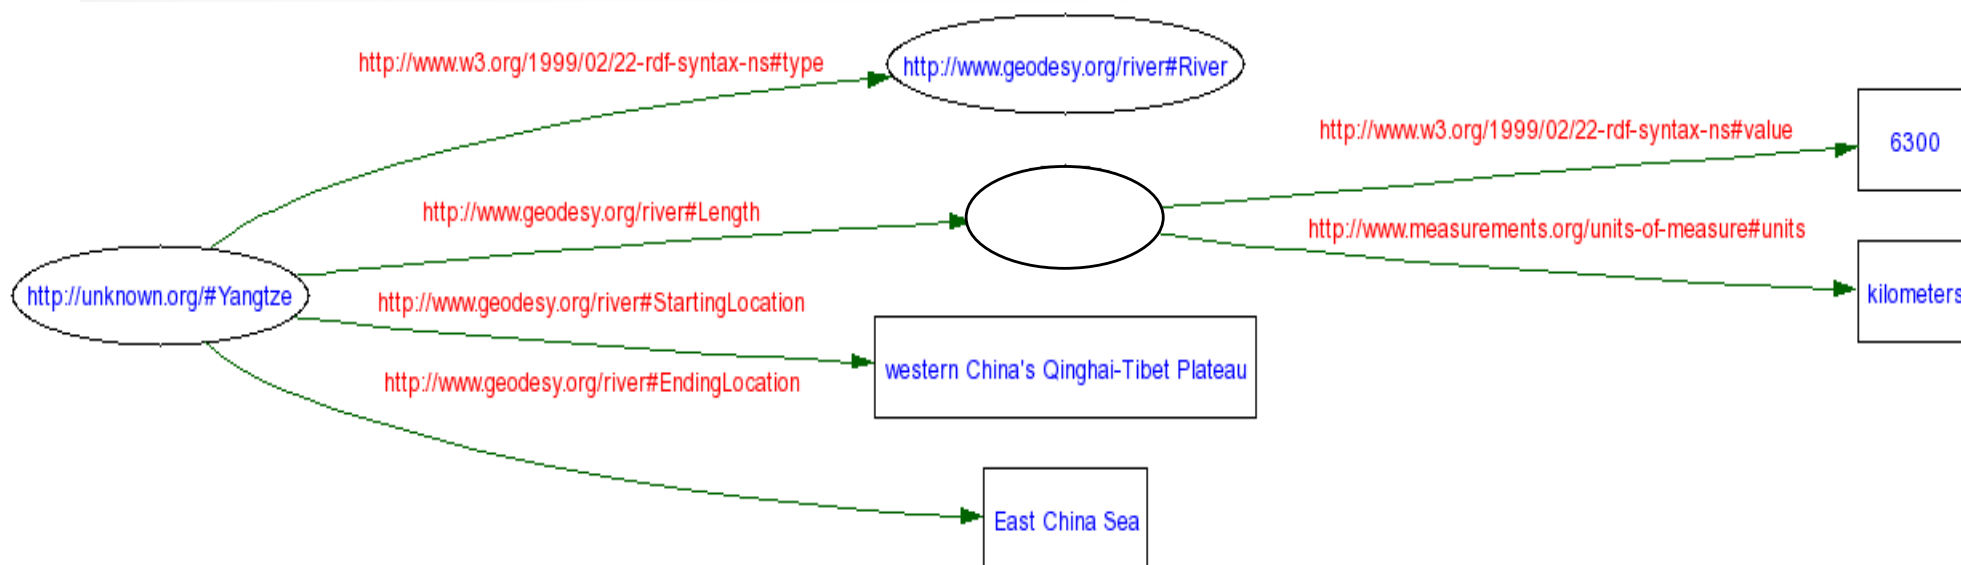 http://www.w3.org/1999/02/22-rdf-syntax-ns#type
http://www.geodesy.org/river#River
http://www.w3.org/1999/02/22-rdf-syntax-ns#value
6300
http://www.geodesy.org/river#Length
http://www.measurements.org/units-of-measure#units
kilometers
http://unknown.org/#Yangtze
http://www.geodesy.org/river#StartingLocation
western China's Qinghai-Tibet Plateau
http://www.geodesy.org/river#EndingLocation
East China Sea